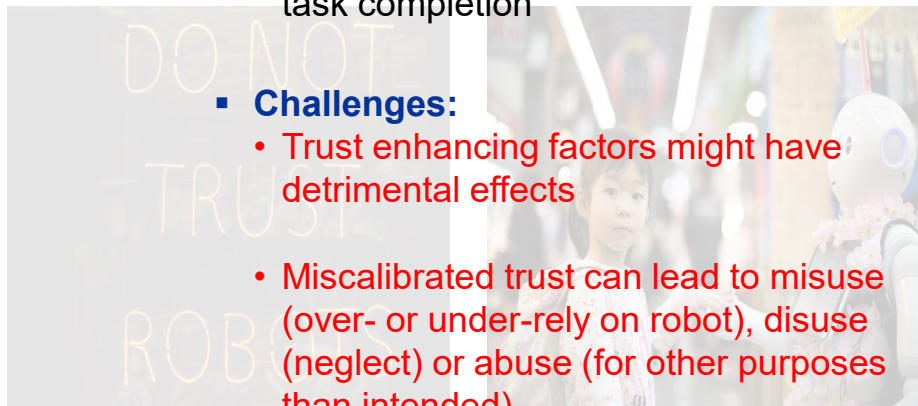 task completion
DO NOT
▪ Challenges:
• Trust enhancing factors might have
detrimental effects
TRUST
• Miscalibrated trust can lead to misuse
(over- or under-rely on robot), disuse
(neglect) or abuse (for other purposes
than intended)
ROBOTS